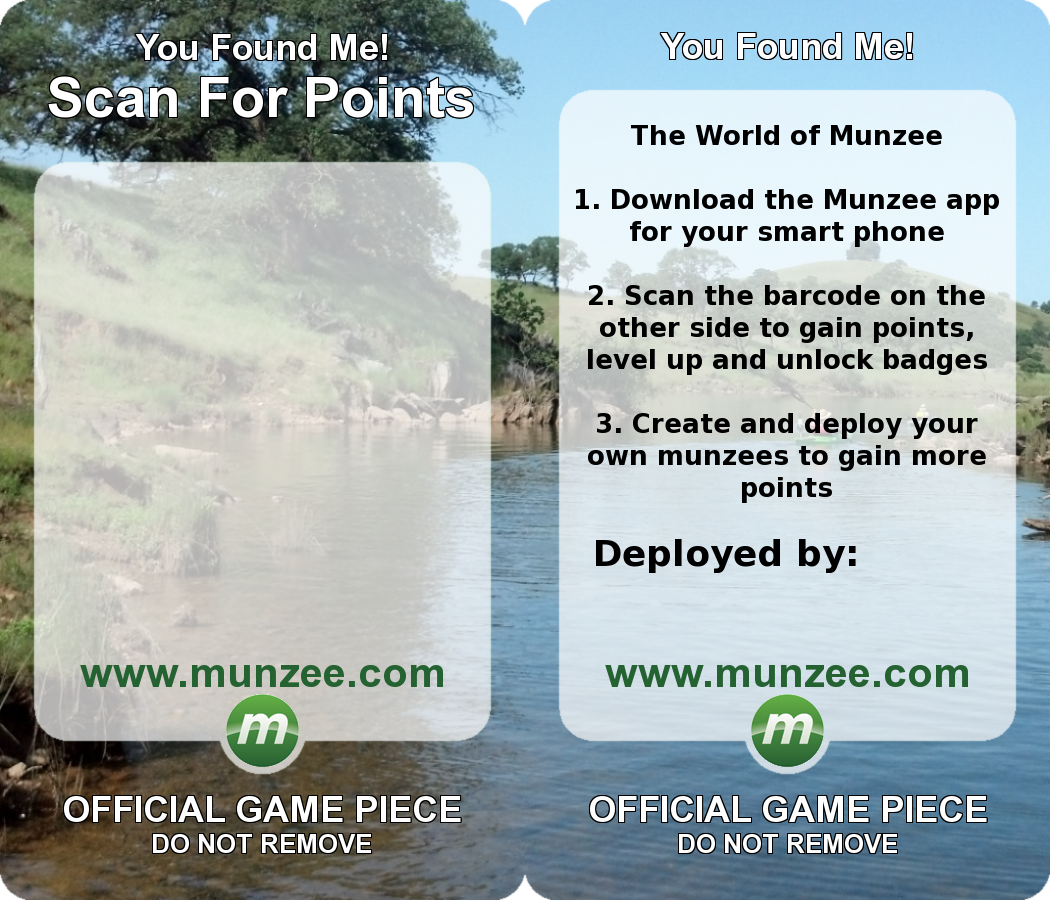 You Found Me!
Scan For Points
www.munzee.com
m
OFFICIAL GAME PIECE
DO NOT REMOVE
You Found Me!
The World of Munzee
1. Download the Munzee app
for your smart phone
2. Scan the barcode on the
other side to gain points,
level up and unlock badges
3. Create and deploy your
own munzees to gain more
points
Deployed by:
www.munzee.com
m
OFFICIAL GAME PIECE
DO NOT REMOVE